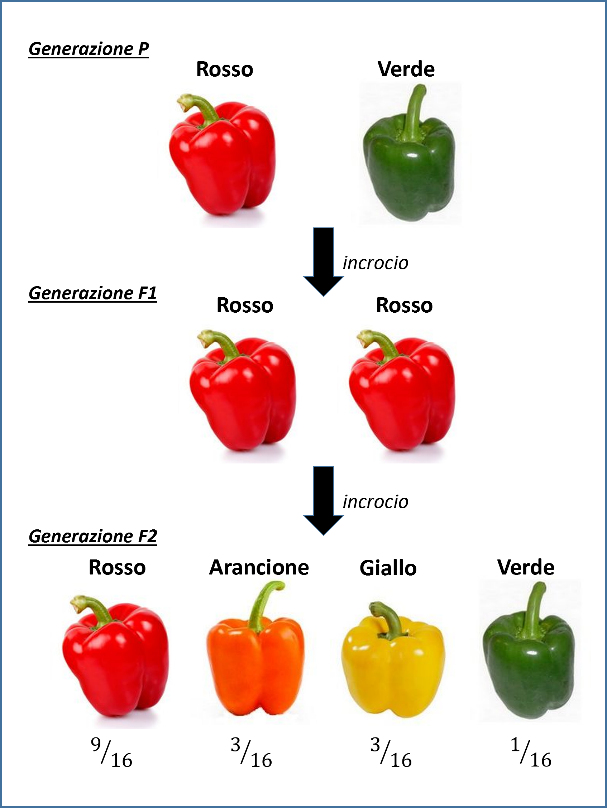 Generazione P
Rosso Verde
incrocio
Generazione F1
Rosso Rosso
incrocio
Generazione F2
Rosso Arancione Giallo Verde
9/16 3/16 3/16 1/16